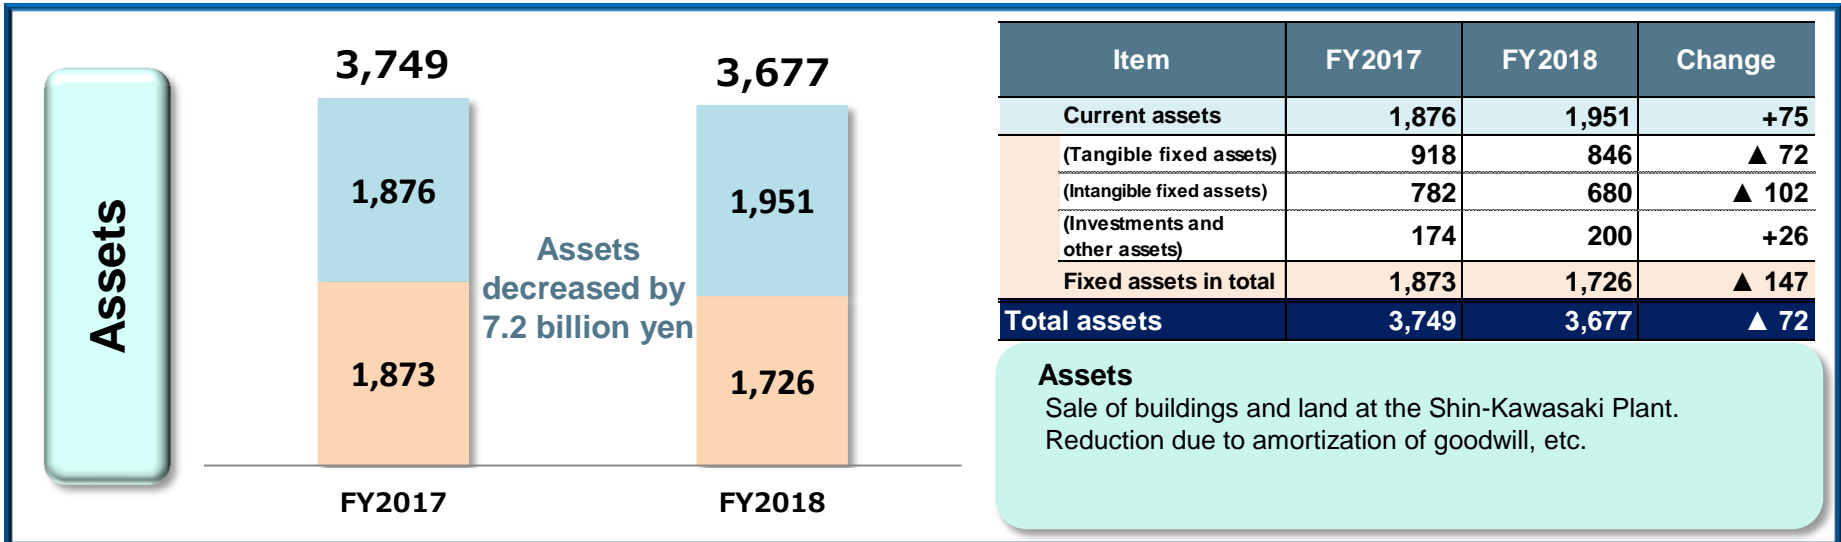 Assets
3,749
3,677
1,876
1,951
Assets
decreased by
7.2 billion yen
1,873
1,726
FY2017
FY2018
Item FY2017 FY2018 Change
Current assets 1,876 1,951 +75
(Tangible fixed assets) 918 846 ▲ 72
(Intangible fixed assets) 782 680 ▲ 102
(Investments and
other assets) 174 200 +26
Fixed assets in total 1,873 1,726 ▲ 147
Total assets 3,749 3,677 ▲ 72
Assets
Sale of buildings and land at the Shin-Kawasaki Plant.
Reduction due to amortization of goodwill, etc.